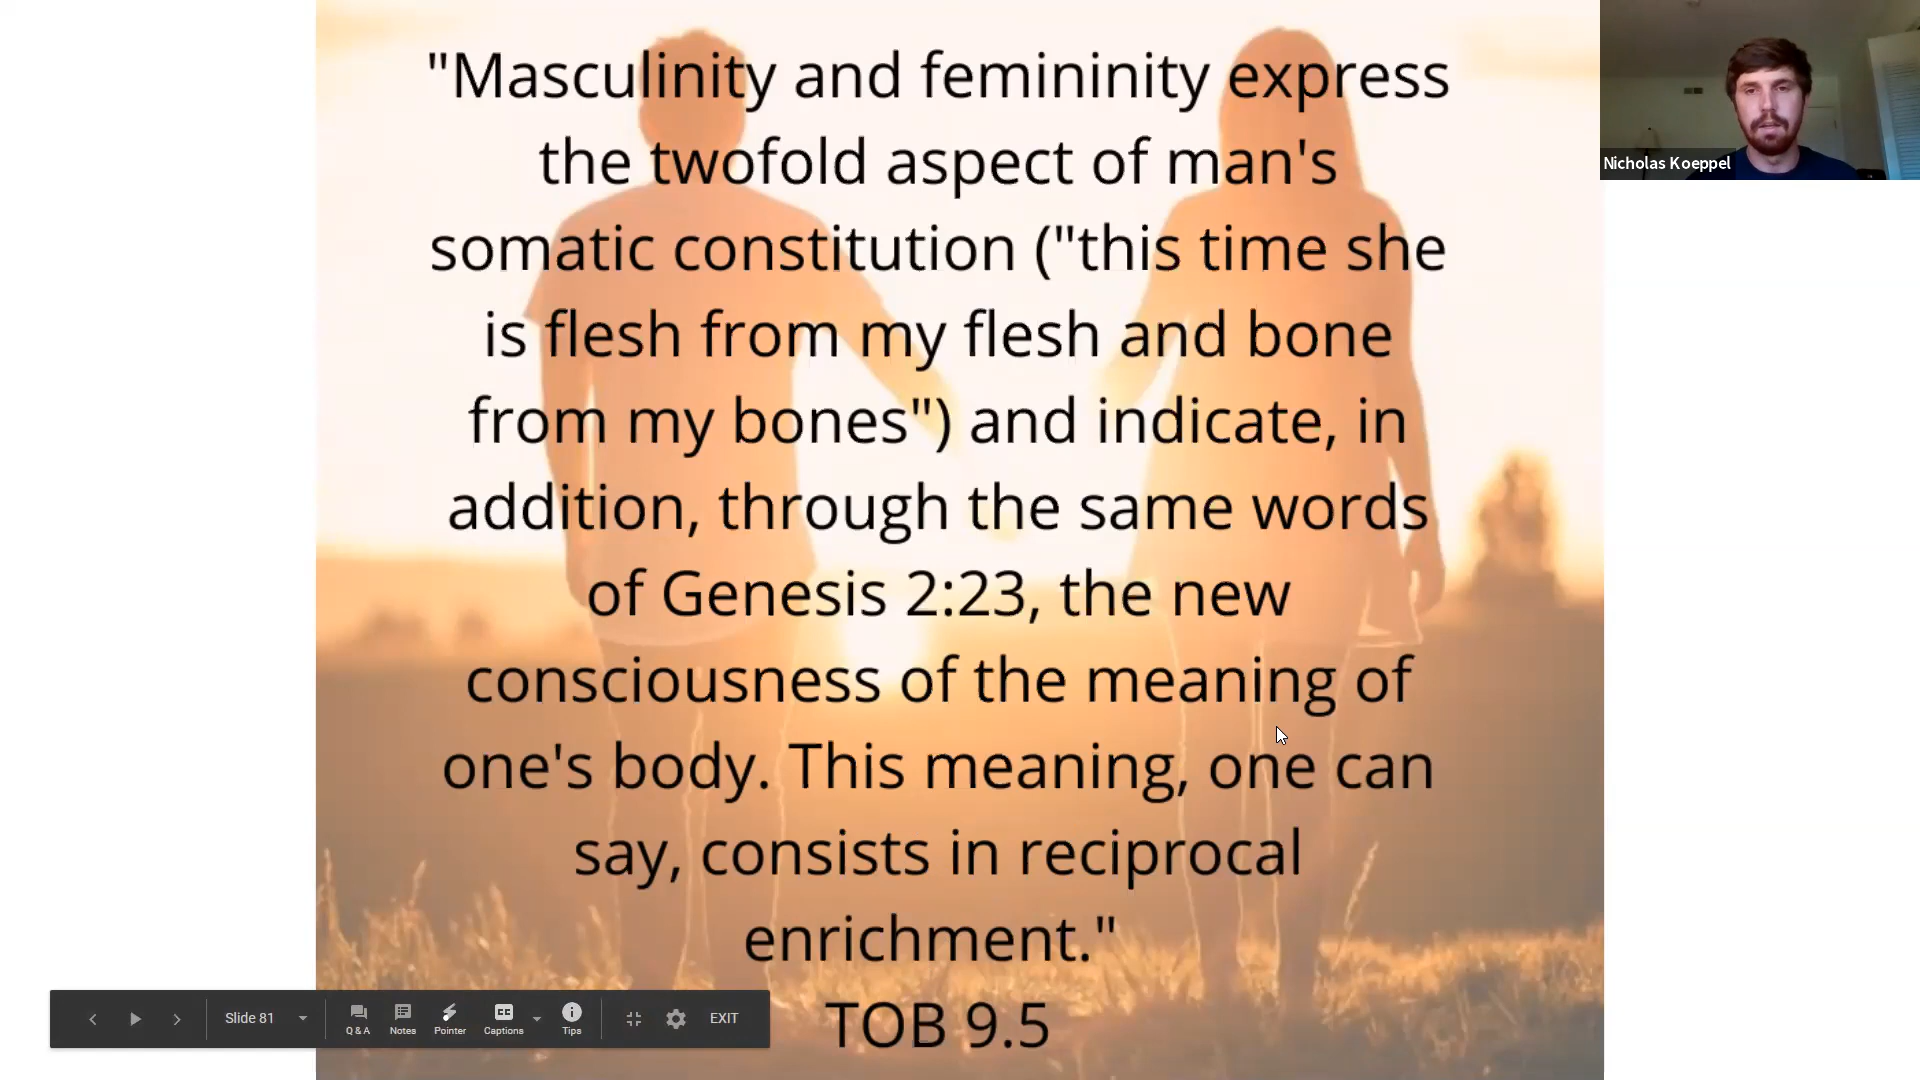 "Masculinity and femininity express
the twofold aspect of man's
somatic constitution ("this time she
is flesh from my flesh and bone
from my bones") and indicate, in
addition, through the same words
of Genesis 2:23, the new
consciousness of the meaning of
one's body. This meaning, one can
say, consists in reciprocal
enrichment."
TOB 9.5
Nicholas Koeppel
Slide 81
Q & A
Notes
Pointer
CC
Captions
Tips
EXIT